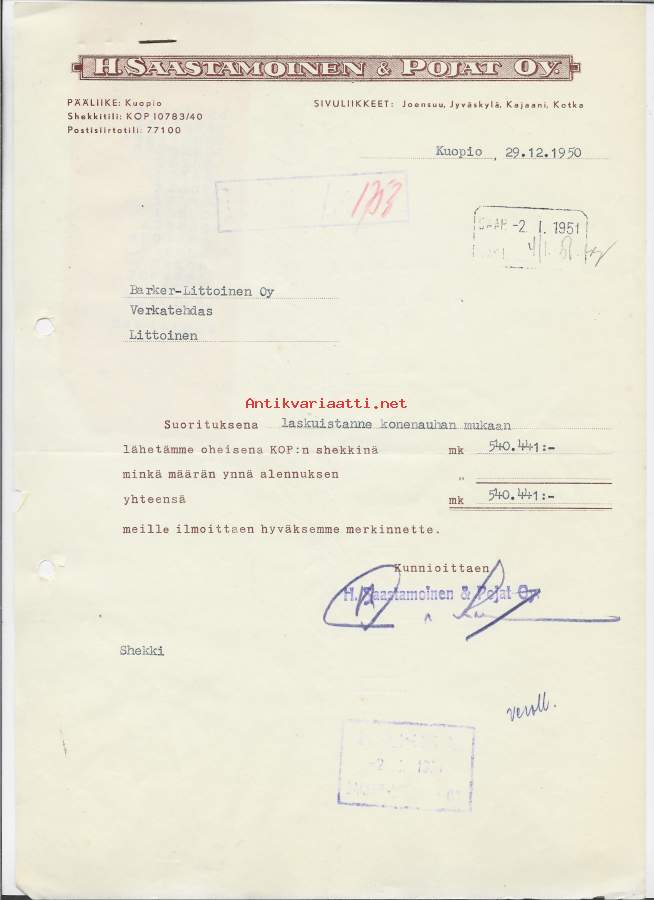 H. SAASTAMOINEN & POJAT OY.
PÄÄLIIKE: Kuopio
SIVULIIKKEET: Joensuu, Jyväskylä, Kajaani, Kotka
Shekkitili: KOP 10783/40
Postisiirtotili: 77100
Kuopio, 29.12.1950
SAAP. -2. I. 1951
Barker-Littoinen Oy
Verkatehdas
Littoinen
Antikvariaatti.net
Suorituksena laskuistanne konenauhan mukaan
lähetämme oheisena KOP:n shekkinä mk 540.441:-
minkä määrän ynnä alennuksen "
yhteensä mk 540.441:-
meille ilmoittaen hyväksemme merkinnette.
Kunnioittaen
H. Saastamoinen & Pojat Oy.
Shekki
veroll.